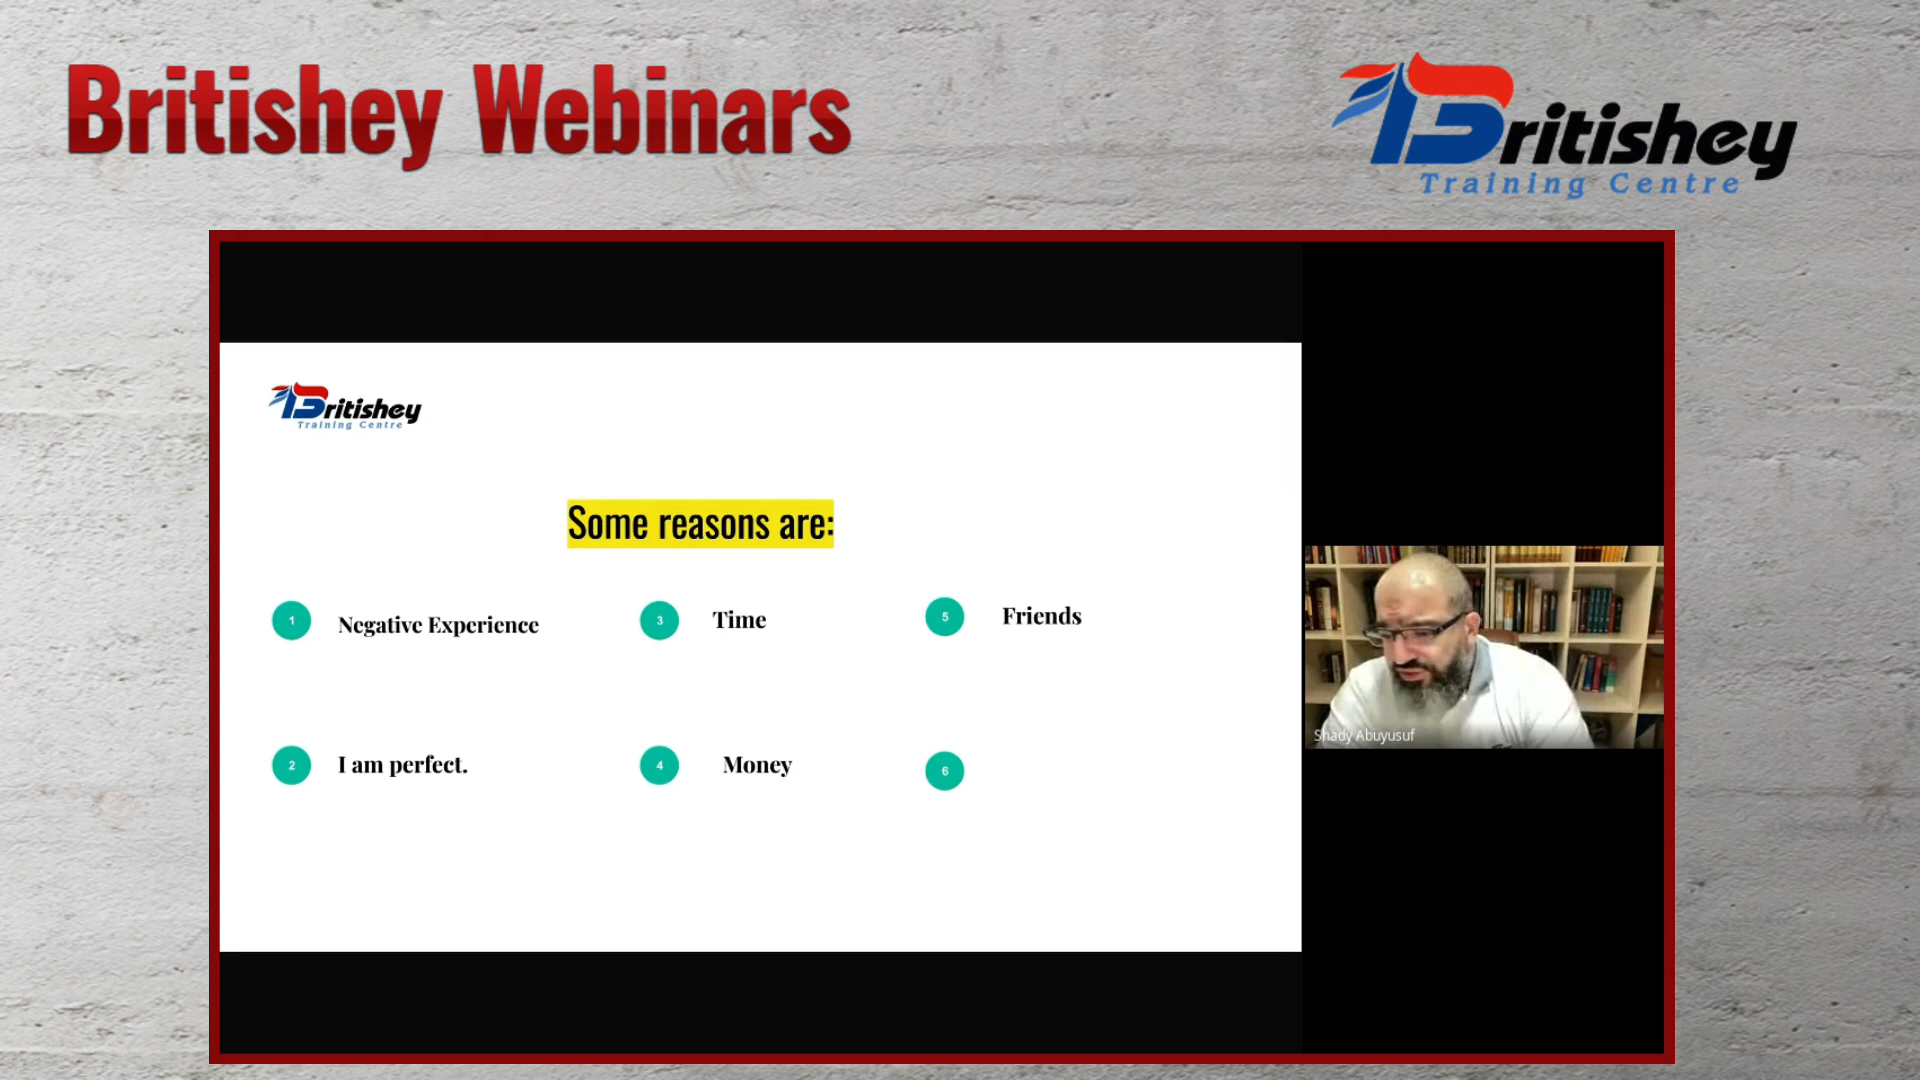 Britishey Webinars
Britishey
Training Centre
Britishey
Training Centre
Some reasons are:
1 Negative Experience
3 Time
5 Friends
2 I am perfect.
4 Money
6
Shady Abuyusuf